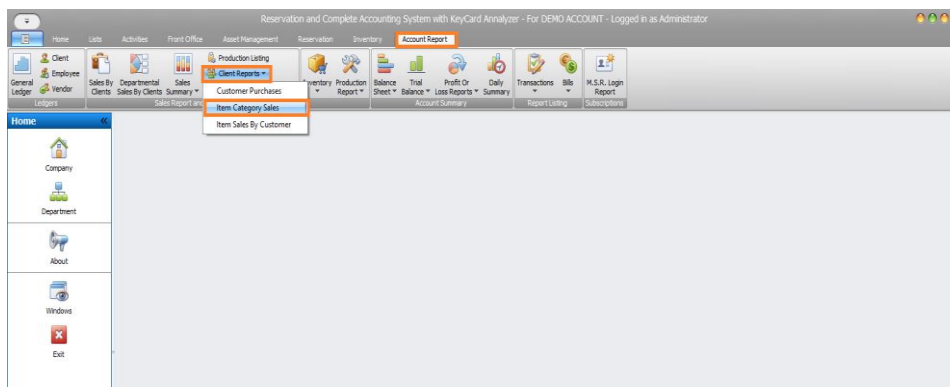 Reservation and Complete Accounting System with KeyCard Annalyzer - For DEMO ACCOUNT - Logged in as Administrator
Home Lists Activities Front Office Asset Management Reservation Inventory Account Report
General Ledger
Client
Employee
Vendor
Ledgers
Sales By Clients
Departmental Sales By Clients
Sales Summary
Production Listing
Client Reports
Sales Report and
Customer Purchases
Item Category Sales
Item Sales By Customer
Production Report
Balance Sheet
Trial Balance
Profit Or Loss Reports
Daily Summary
Account Summary
Transactions
Bills
Report Listing
M.S.R. Login Report
Subscriptions
Home
Company
Department
About
Windows
Exit